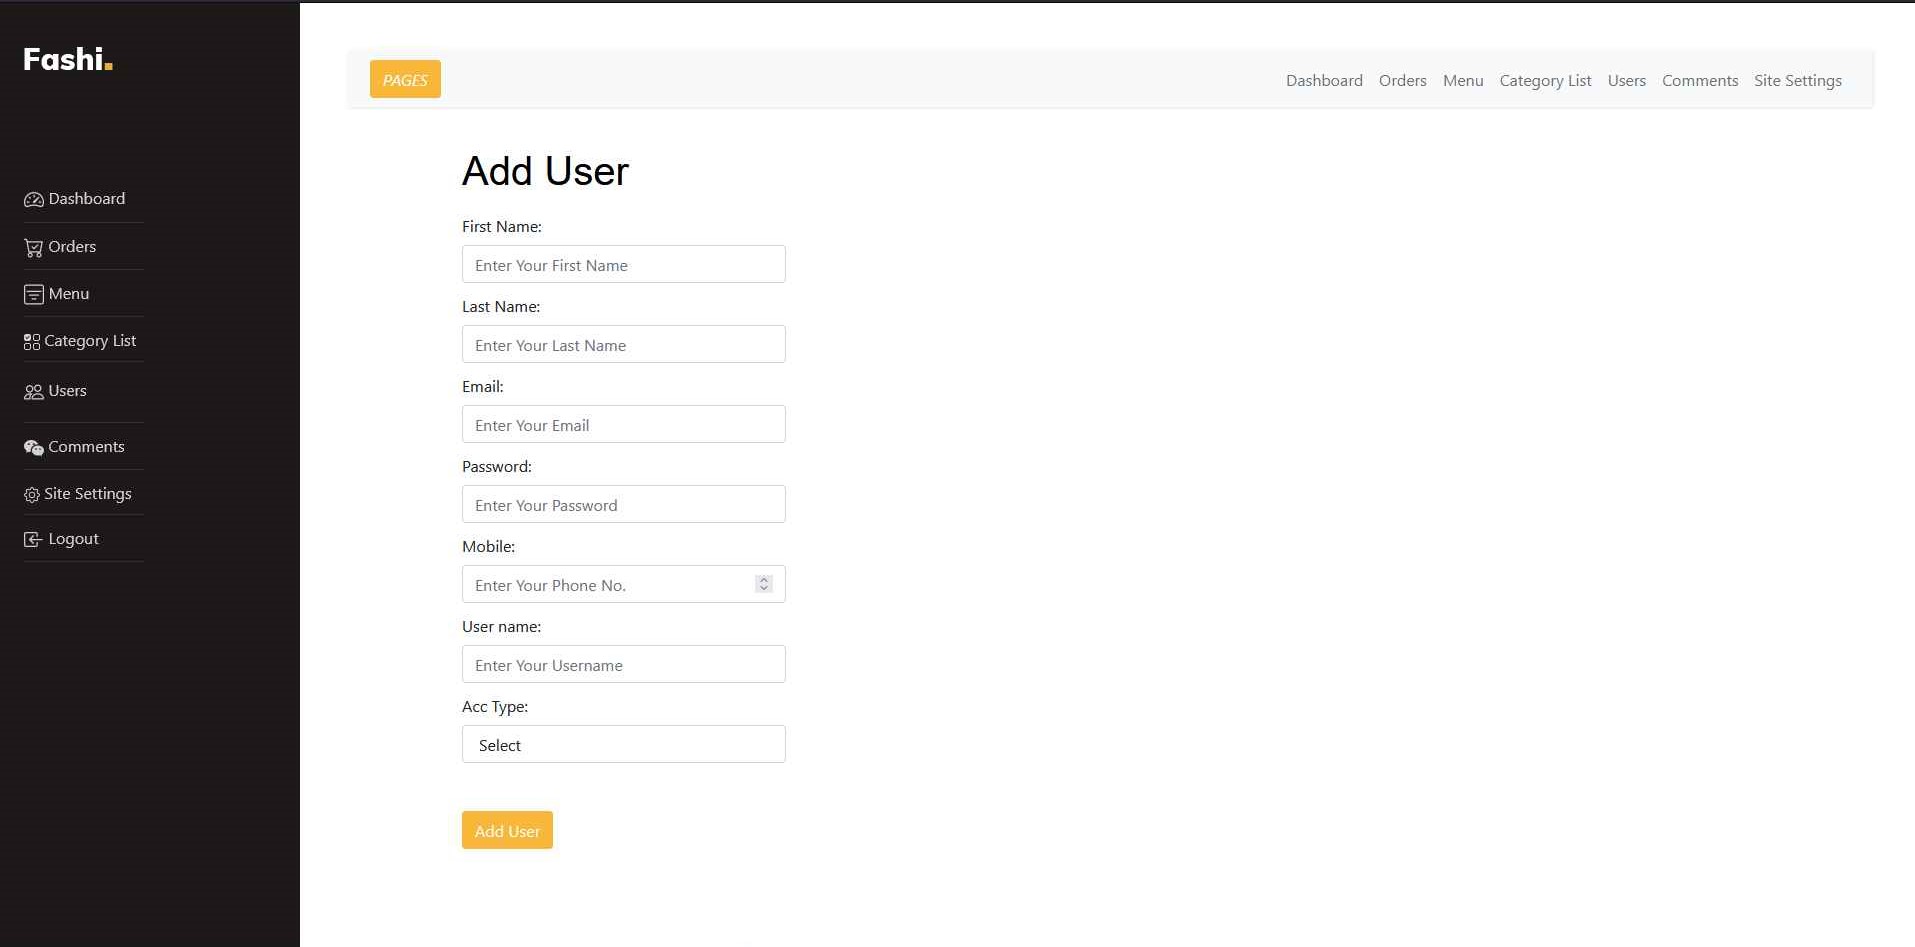 Fashi.
Dashboard
Orders
Menu
Category List
Users
Comments
Site Settings
Logout
PAGES
Dashboard Orders Menu Category List Users Comments Site Settings
Add User
First Name:
Enter Your First Name
Last Name:
Enter Your Last Name
Email:
Enter Your Email
Password:
Enter Your Password
Mobile:
Enter Your Phone No.
User name:
Enter Your Username
Acc Type:
Select
Add User